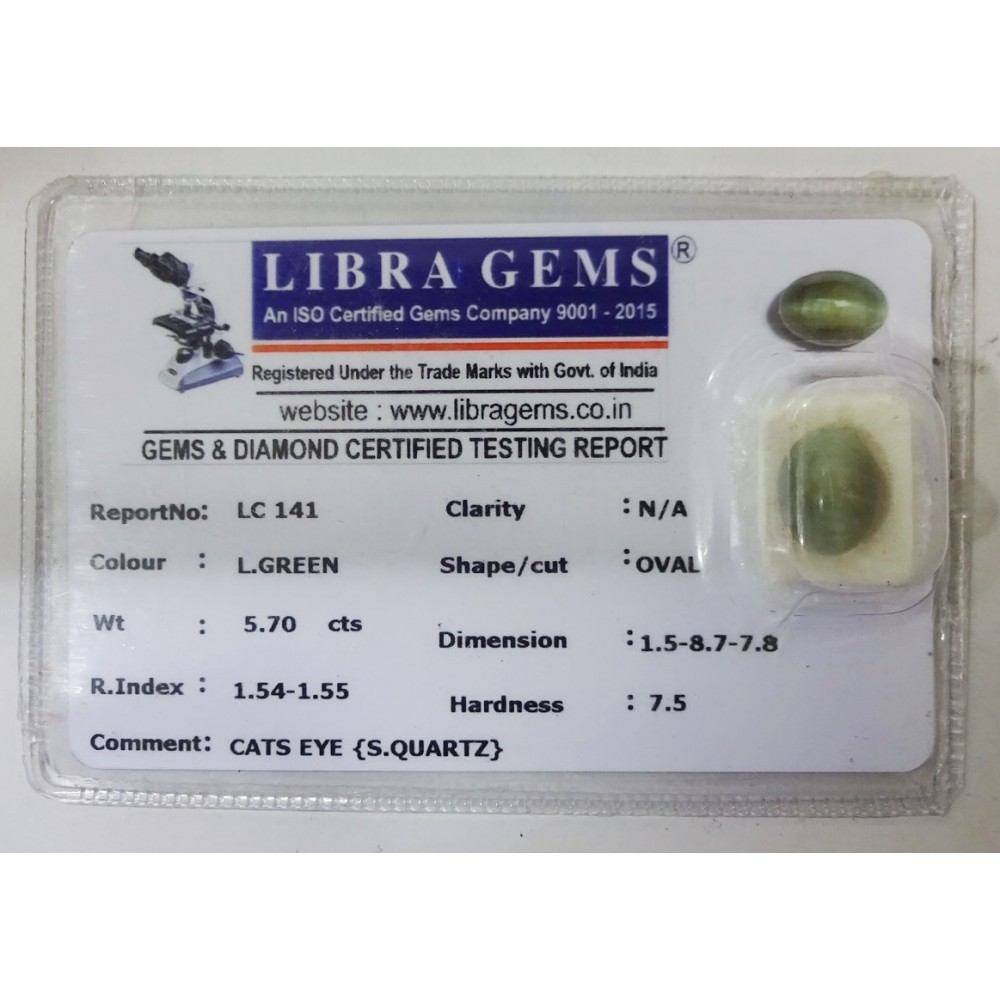 LIBRA GEMS ®
An ISO Certified Gems Company 9001 - 2015
Registered Under the Trade Marks with Govt. of India
website : www.libragems.co.in
GEMS & DIAMOND CERTIFIED TESTING REPORT
ReportNo: LC 141 Clarity : N/A
Colour : L.GREEN Shape/cut : OVAL
Wt : 5.70 cts Dimension : 1.5-8.7-7.8
R.Index : 1.54-1.55 Hardness : 7.5
Comment: CATS EYE {S.QUARTZ}